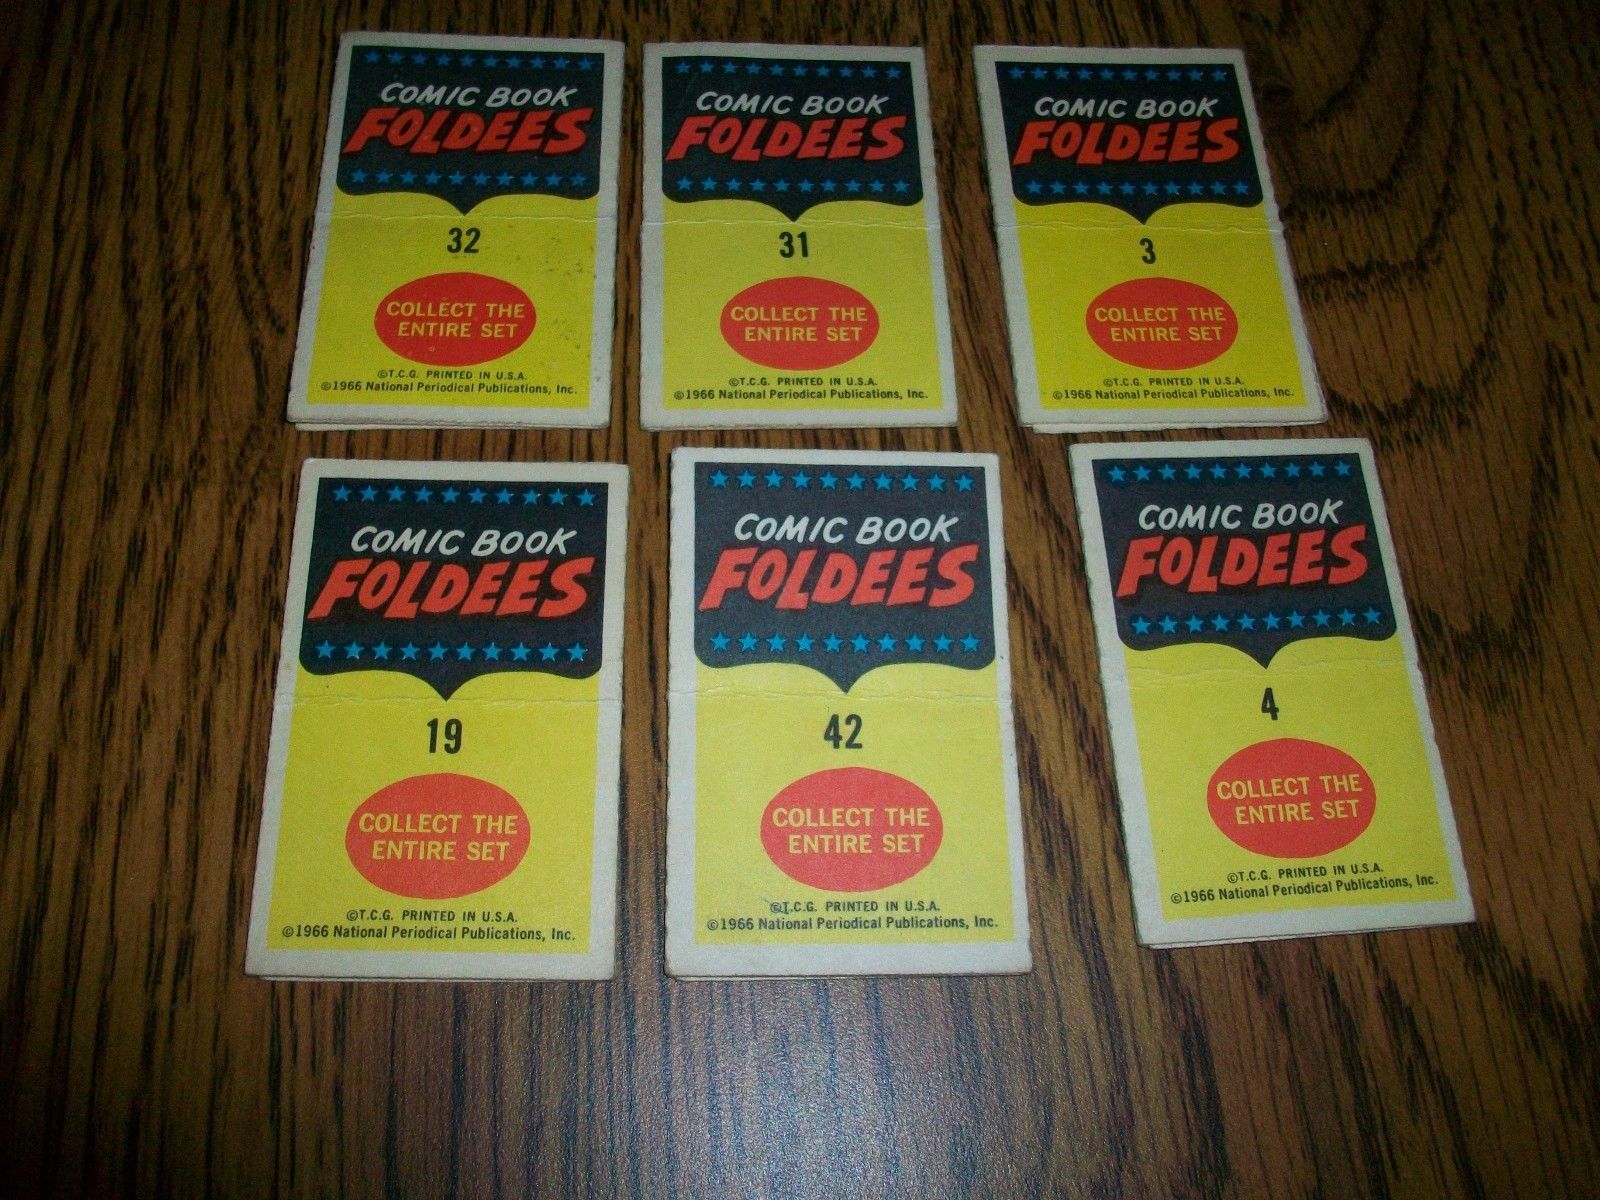 COMIC BOOK
FOLDEES
32
COLLECT THE
ENTIRE SET
©T.C.G. PRINTED IN U.S.A.
©1966 National Periodical Publications, Inc.
COMIC BOOK
FOLDEES
31
COLLECT THE
ENTIRE SET
©T.C.G. PRINTED IN U.S.A.
©1966 National Periodical Publications, Inc.
COMIC BOOK
FOLDEES
3
COLLECT THE
ENTIRE SET
©T.C.G. PRINTED IN U.S.A.
©1966 National Periodical Publications, Inc.
COMIC BOOK
FOLDEES
19
COLLECT THE
ENTIRE SET
©T.C.G. PRINTED IN U.S.A.
©1966 National Periodical Publications, Inc.
COMIC BOOK
FOLDEES
42
COLLECT THE
ENTIRE SET
©T.C.G. PRINTED IN U.S.A.
©1966 National Periodical Publications, Inc.
COMIC BOOK
FOLDEES
4
COLLECT THE
ENTIRE SET
©T.C.G. PRINTED IN U.S.A.
©1966 National Periodical Publications, Inc.